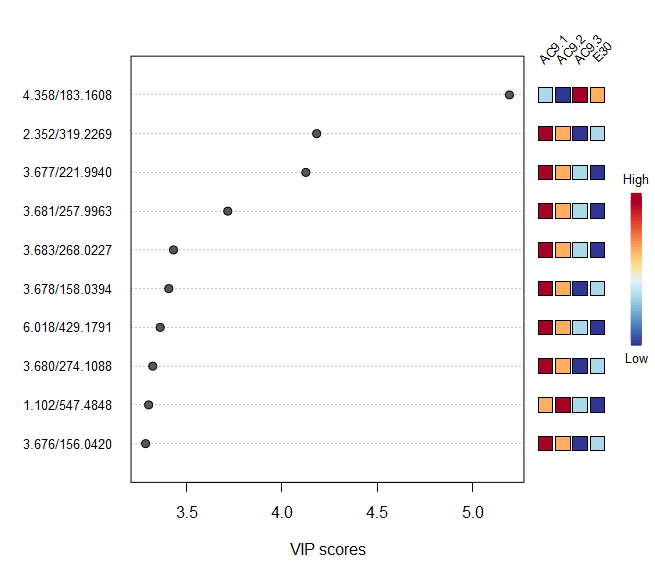 AC9.1 AC9.2 AC9.3 E30
4.358/183.1608
2.352/319.2269
3.677/221.9940
3.681/257.9963
3.683/268.0227
3.678/158.0394
6.018/429.1791
3.680/274.1088
1.102/547.4848
3.676/156.0420
High
Low
3.5 4.0 4.5 5.0
VIP scores